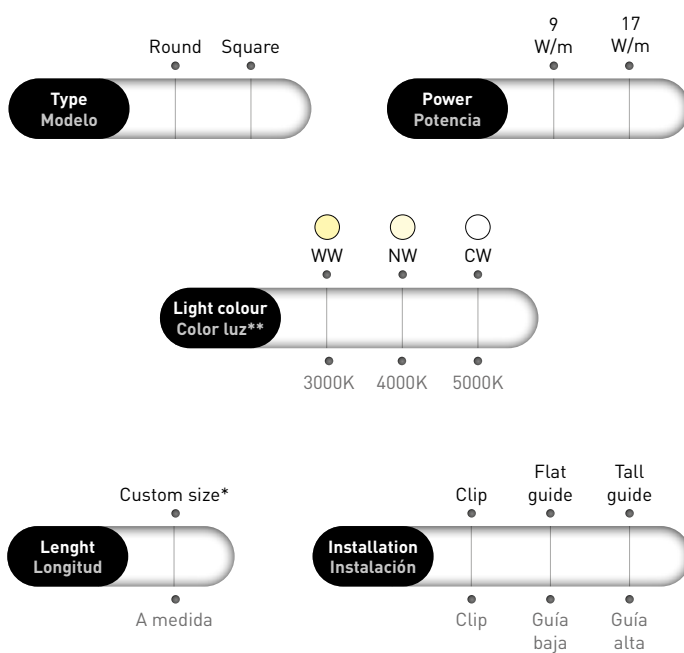 Round Square
Type
Modelo
9 17
W/m W/m
Power
Potencia
WW NW CW
Light colour
Color luz**
3000K 4000K 5000K
Custom size*
Lenght
Longitud
A medida
Flat Tall
Clip guide guide
Installation
Instalación
Clip Guía Guía
baja alta